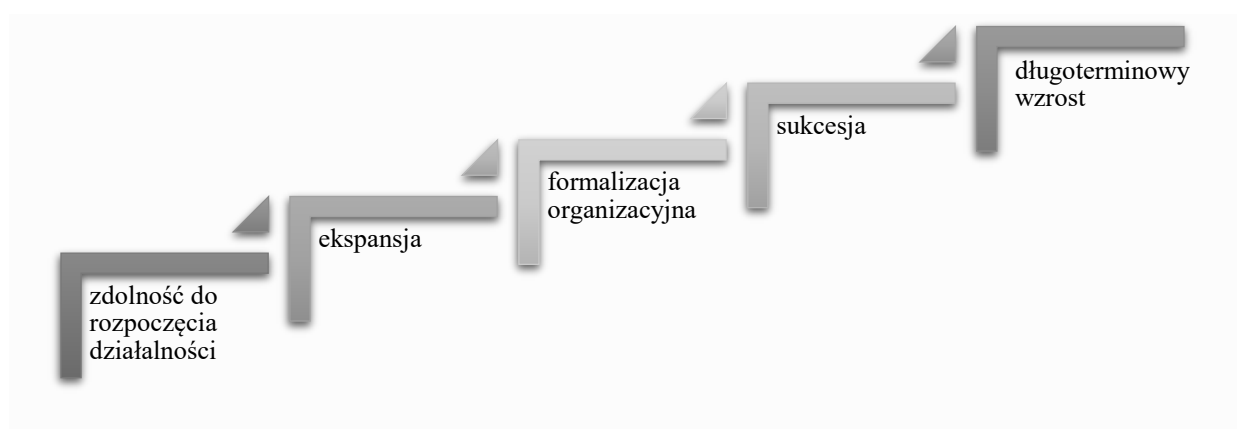 zdolność do
rozpoczęcia
działalności
ekspansja
formalizacja
organizacyjna
sukcesja
długoterminowy
wzrost